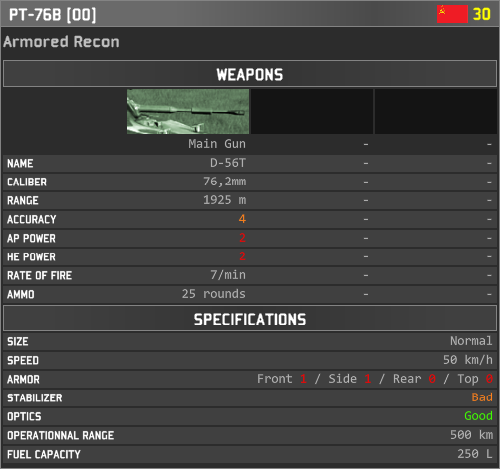 PT-76B [00] 30
Armored Recon
WEAPONS
Main Gun - -
NAME D-56T - -
CALIBER 76,2mm - -
RANGE 1925 m - -
ACCURACY 4 - -
AP POWER 2 - -
HE POWER 2 - -
RATE OF FIRE 7/min - -
AMMO 25 rounds - -
SPECIFICATIONS
SIZE Normal
SPEED 50 km/h
ARMOR Front 1 / Side 1 / Rear 0 / Top 0
STABILIZER Bad
OPTICS Good
OPERATIONNAL RANGE 500 km
FUEL CAPACITY 250 L